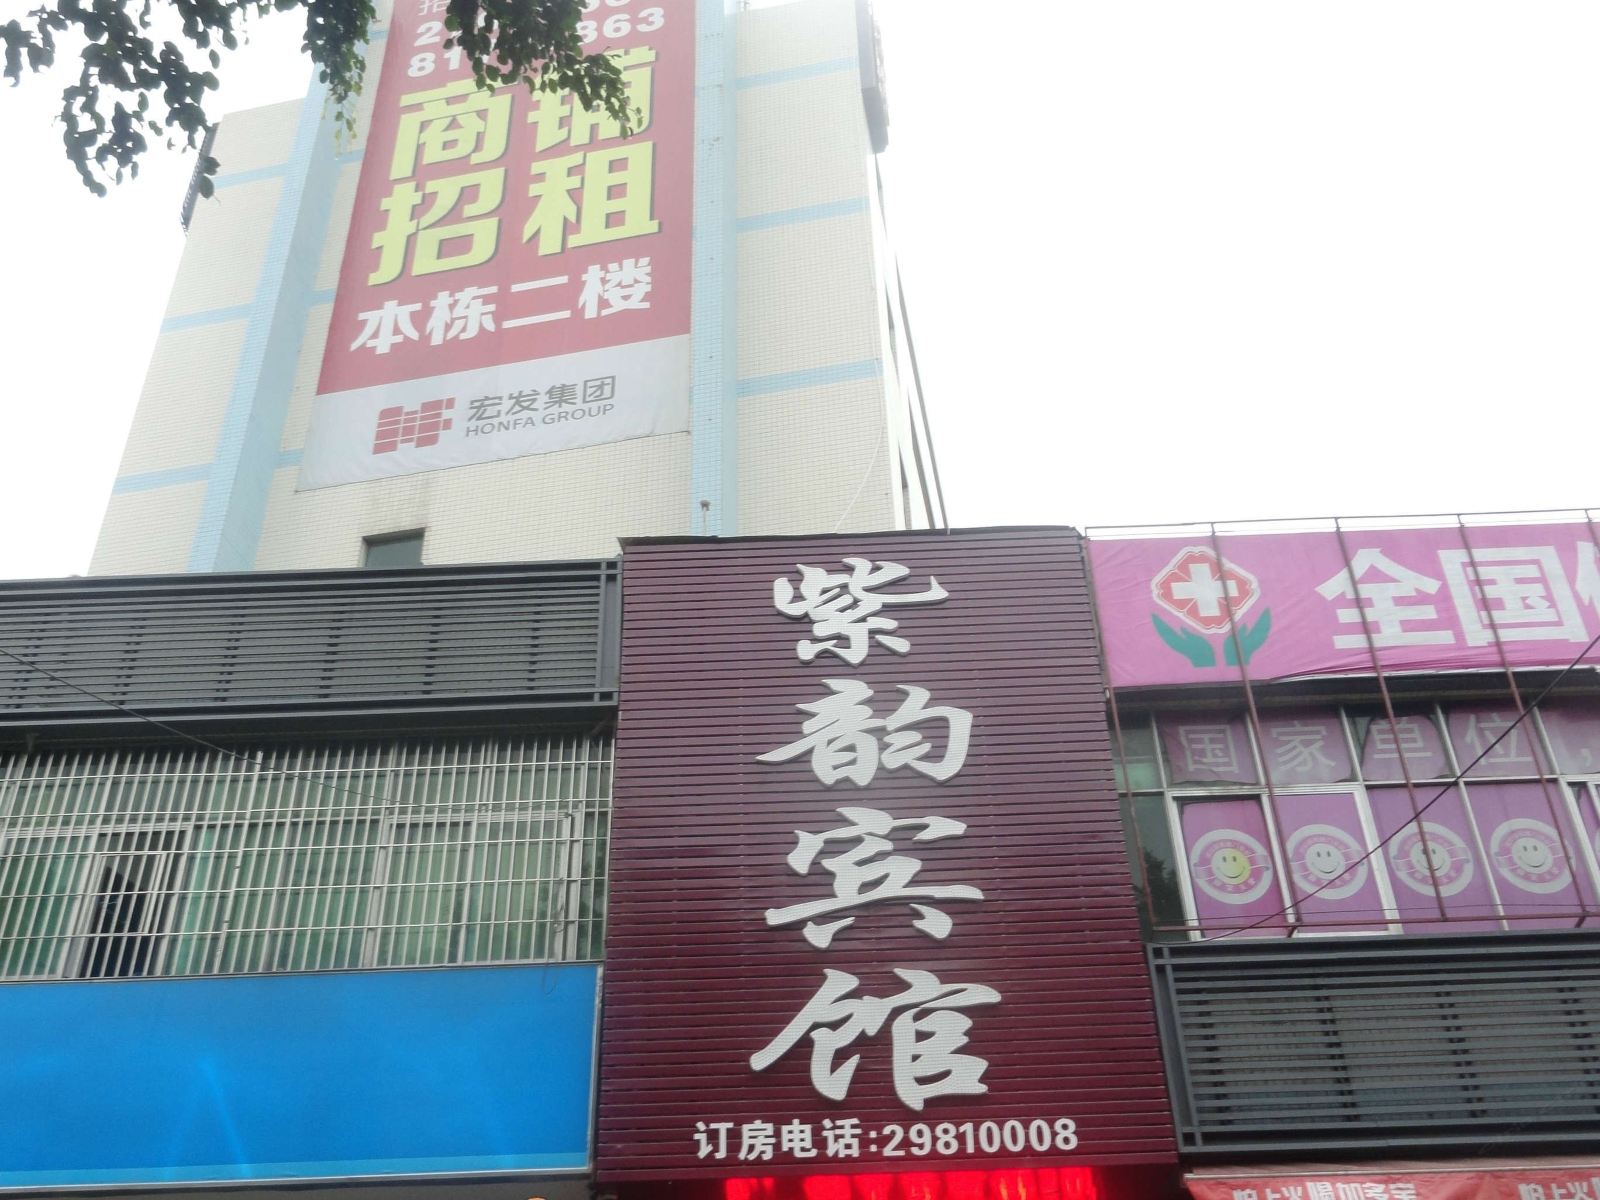 商铺
招租
本栋二楼
宏发集团
HONFA GROUP
紫韵宾馆
订房电话:29810008
全国
国家单位,